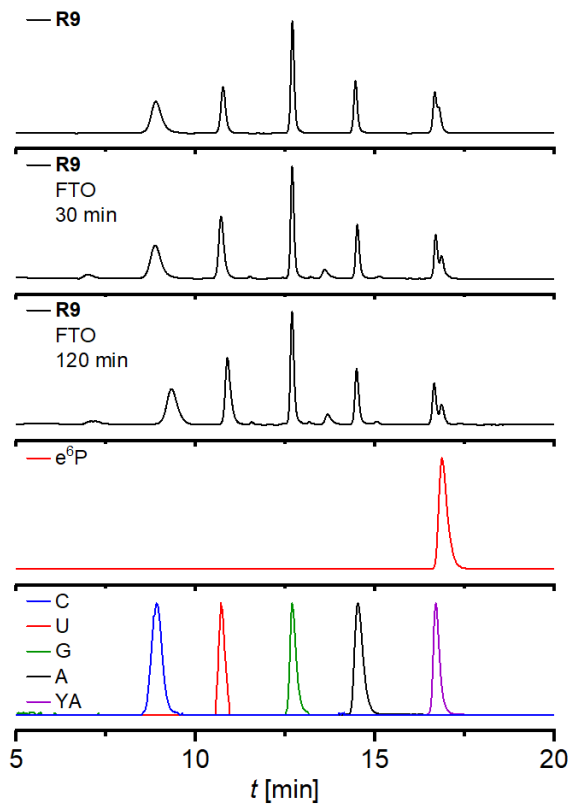 R9
R9
FTO
30 min
R9
FTO
120 min
e⁶P
C
U
G
A
YA
5 10 15 20
t [min]